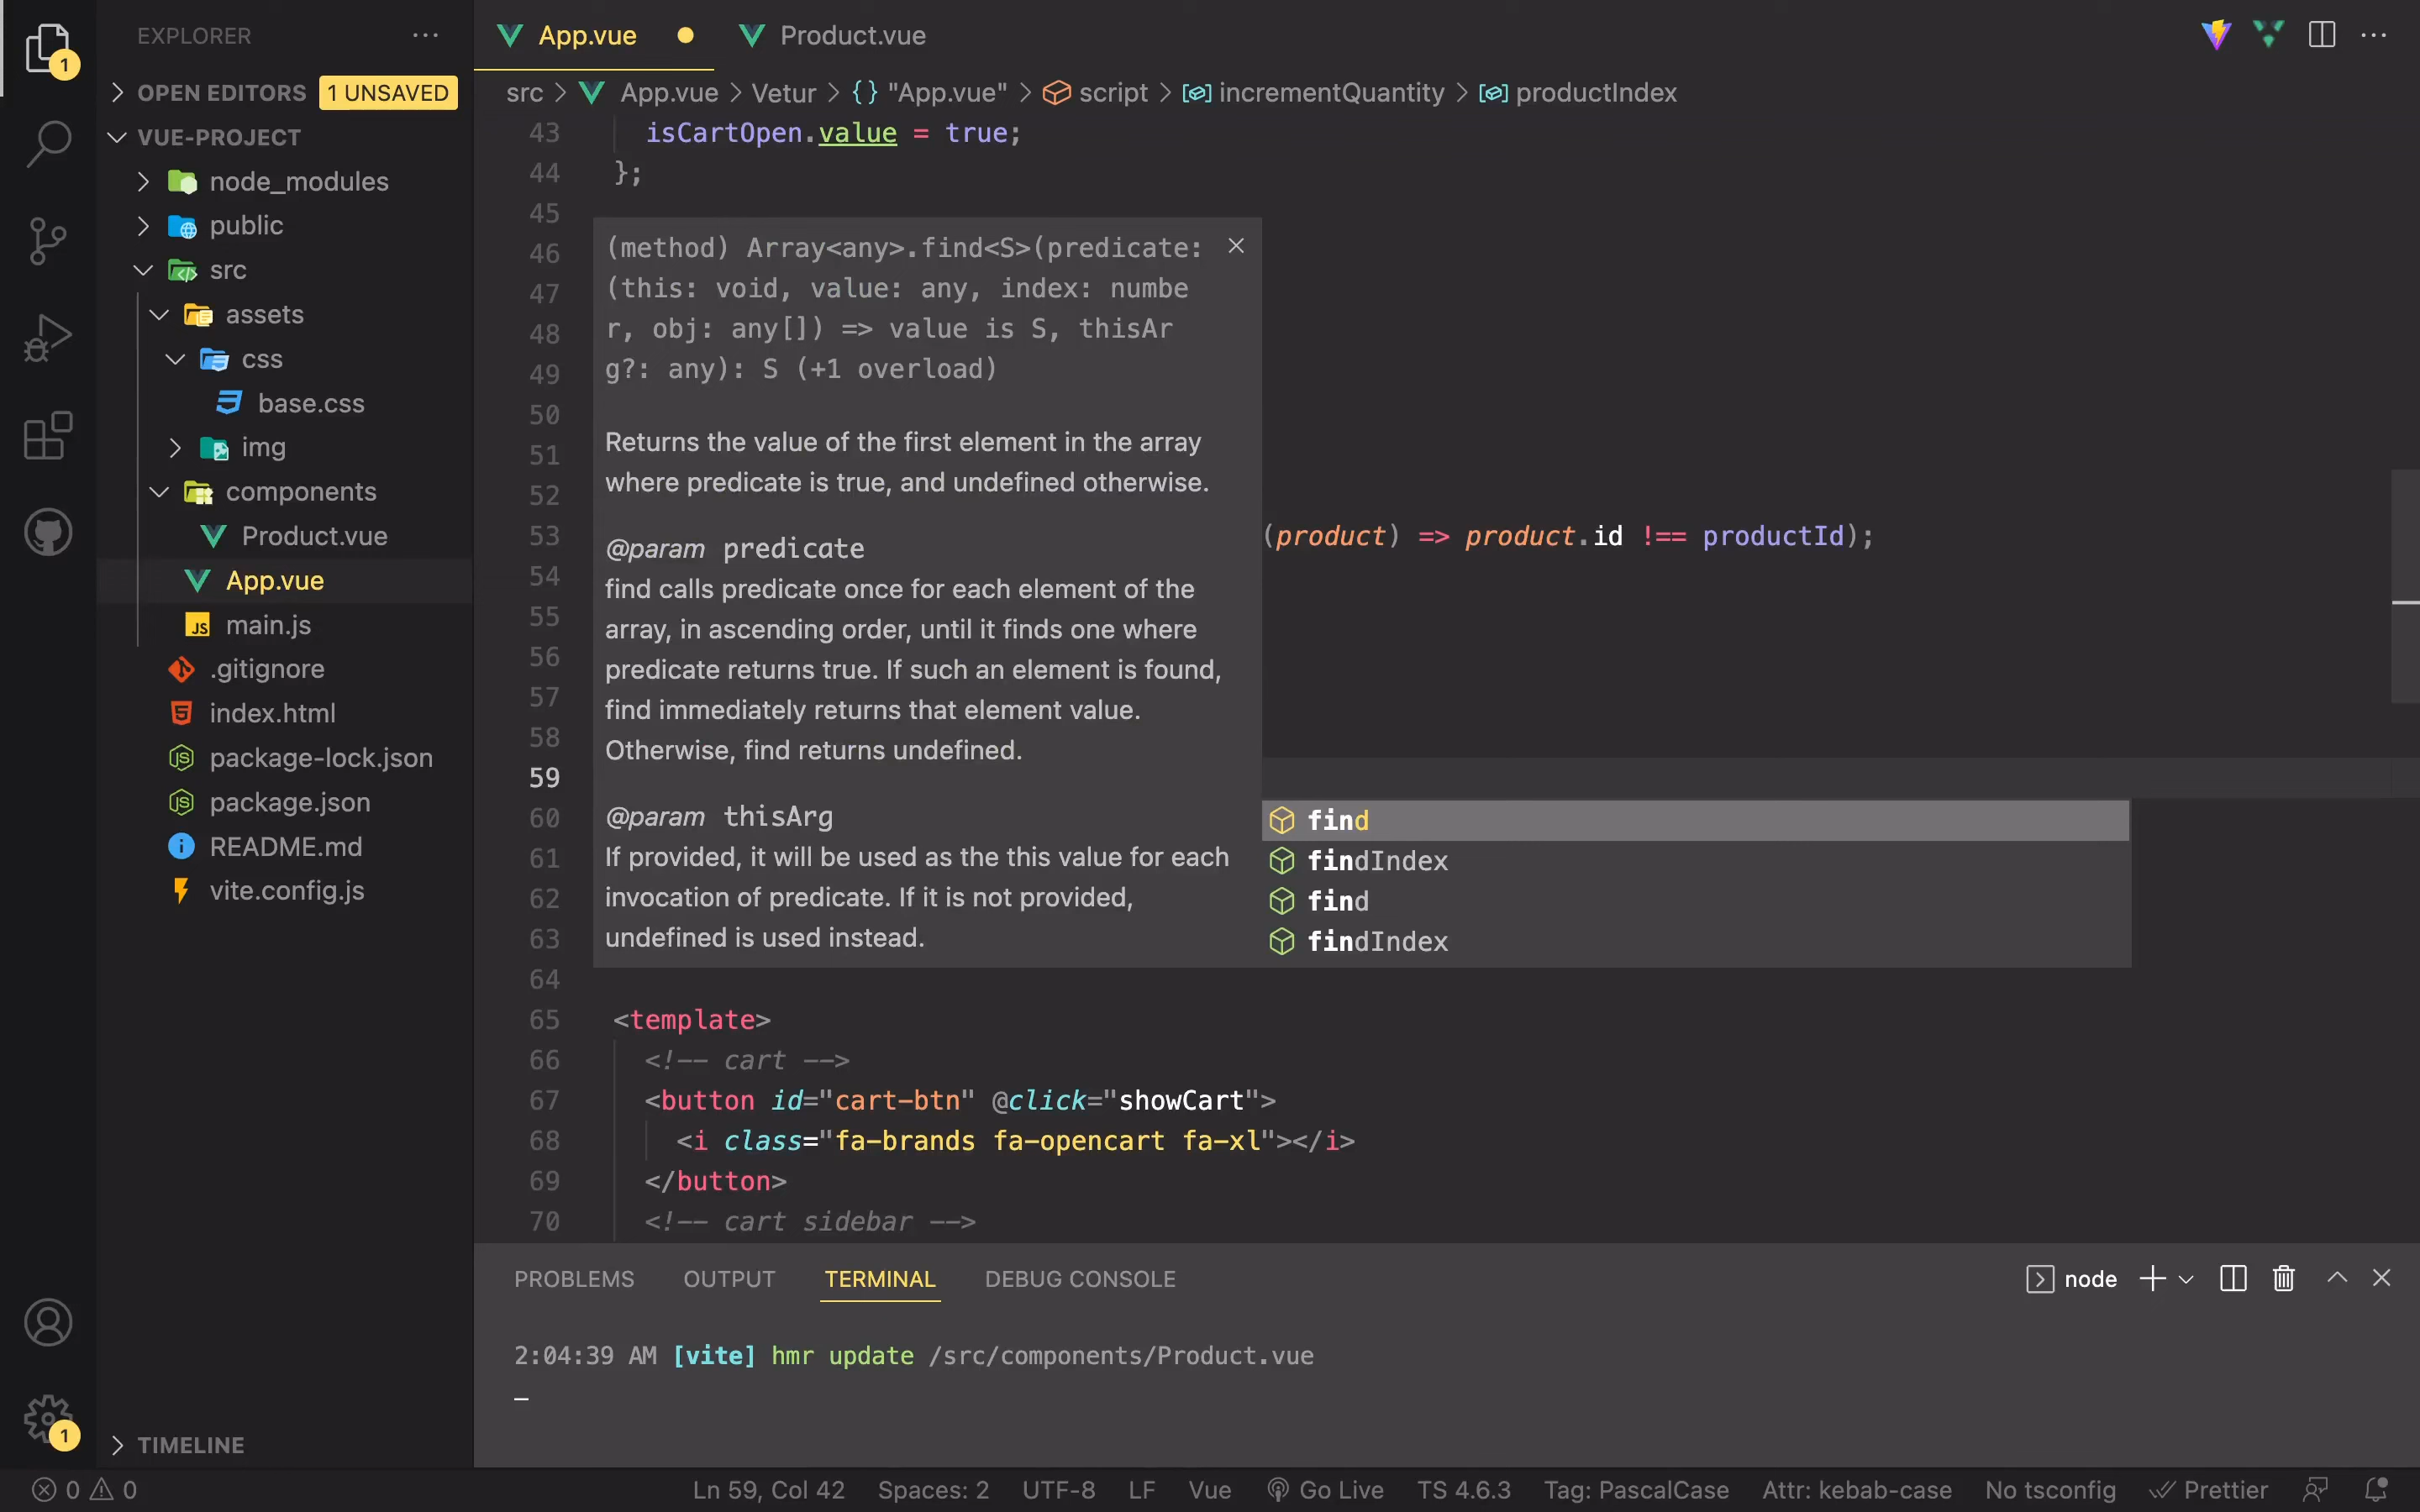 EXPLORER
App.vue
Product.vue
1
OPEN EDITORS
1 UNSAVED
VUE-PROJECT
node_modules
public
src
assets
css
base.css
img
components
Product.vue
App.vue
main.js
.gitignore
index.html
package-lock.json
package.json
README.md
vite.config.js
1
TIMELINE
src > App.vue > Vetur > {} "App.vue" > script > incrementQuantity > productIndex
43 isCartOpen.value = true;
44 };
45
46
47
48
49
50
51
52
53 (product) => product.id !== productId);
54
55
56
57
58
59
60
61
62
63
64
(method) Array<any>.find<S>(predicate:
(this: void, value: any, index: numbe
r, obj: any[]) => value is S, thisAr
g?: any): S (+1 overload)
Returns the value of the first element in the array
where predicate is true, and undefined otherwise.
@param predicate
find calls predicate once for each element of the
array, in ascending order, until it finds one where
predicate returns true. If such an element is found,
find immediately returns that element value.
Otherwise, find returns undefined.
@param thisArg
If provided, it will be used as the this value for each
invocation of predicate. If it is not provided,
undefined is used instead.
find
findIndex
find
findIndex
65 <template>
66 <!-- cart -->
67 <button id="cart-btn" @click="showCart">
68 <i class="fa-brands fa-opencart fa-xl"></i>
69 </button>
70 <!-- cart sidebar -->
PROBLEMS OUTPUT TERMINAL DEBUG CONSOLE
node
2:04:39 AM [vite] hmr update /src/components/Product.vue
0 0
Ln 59, Col 42 Spaces: 2 UTF-8 LF Vue Go Live TS 4.6.3 Tag: PascalCase Attr: kebab-case No tsconfig Prettier